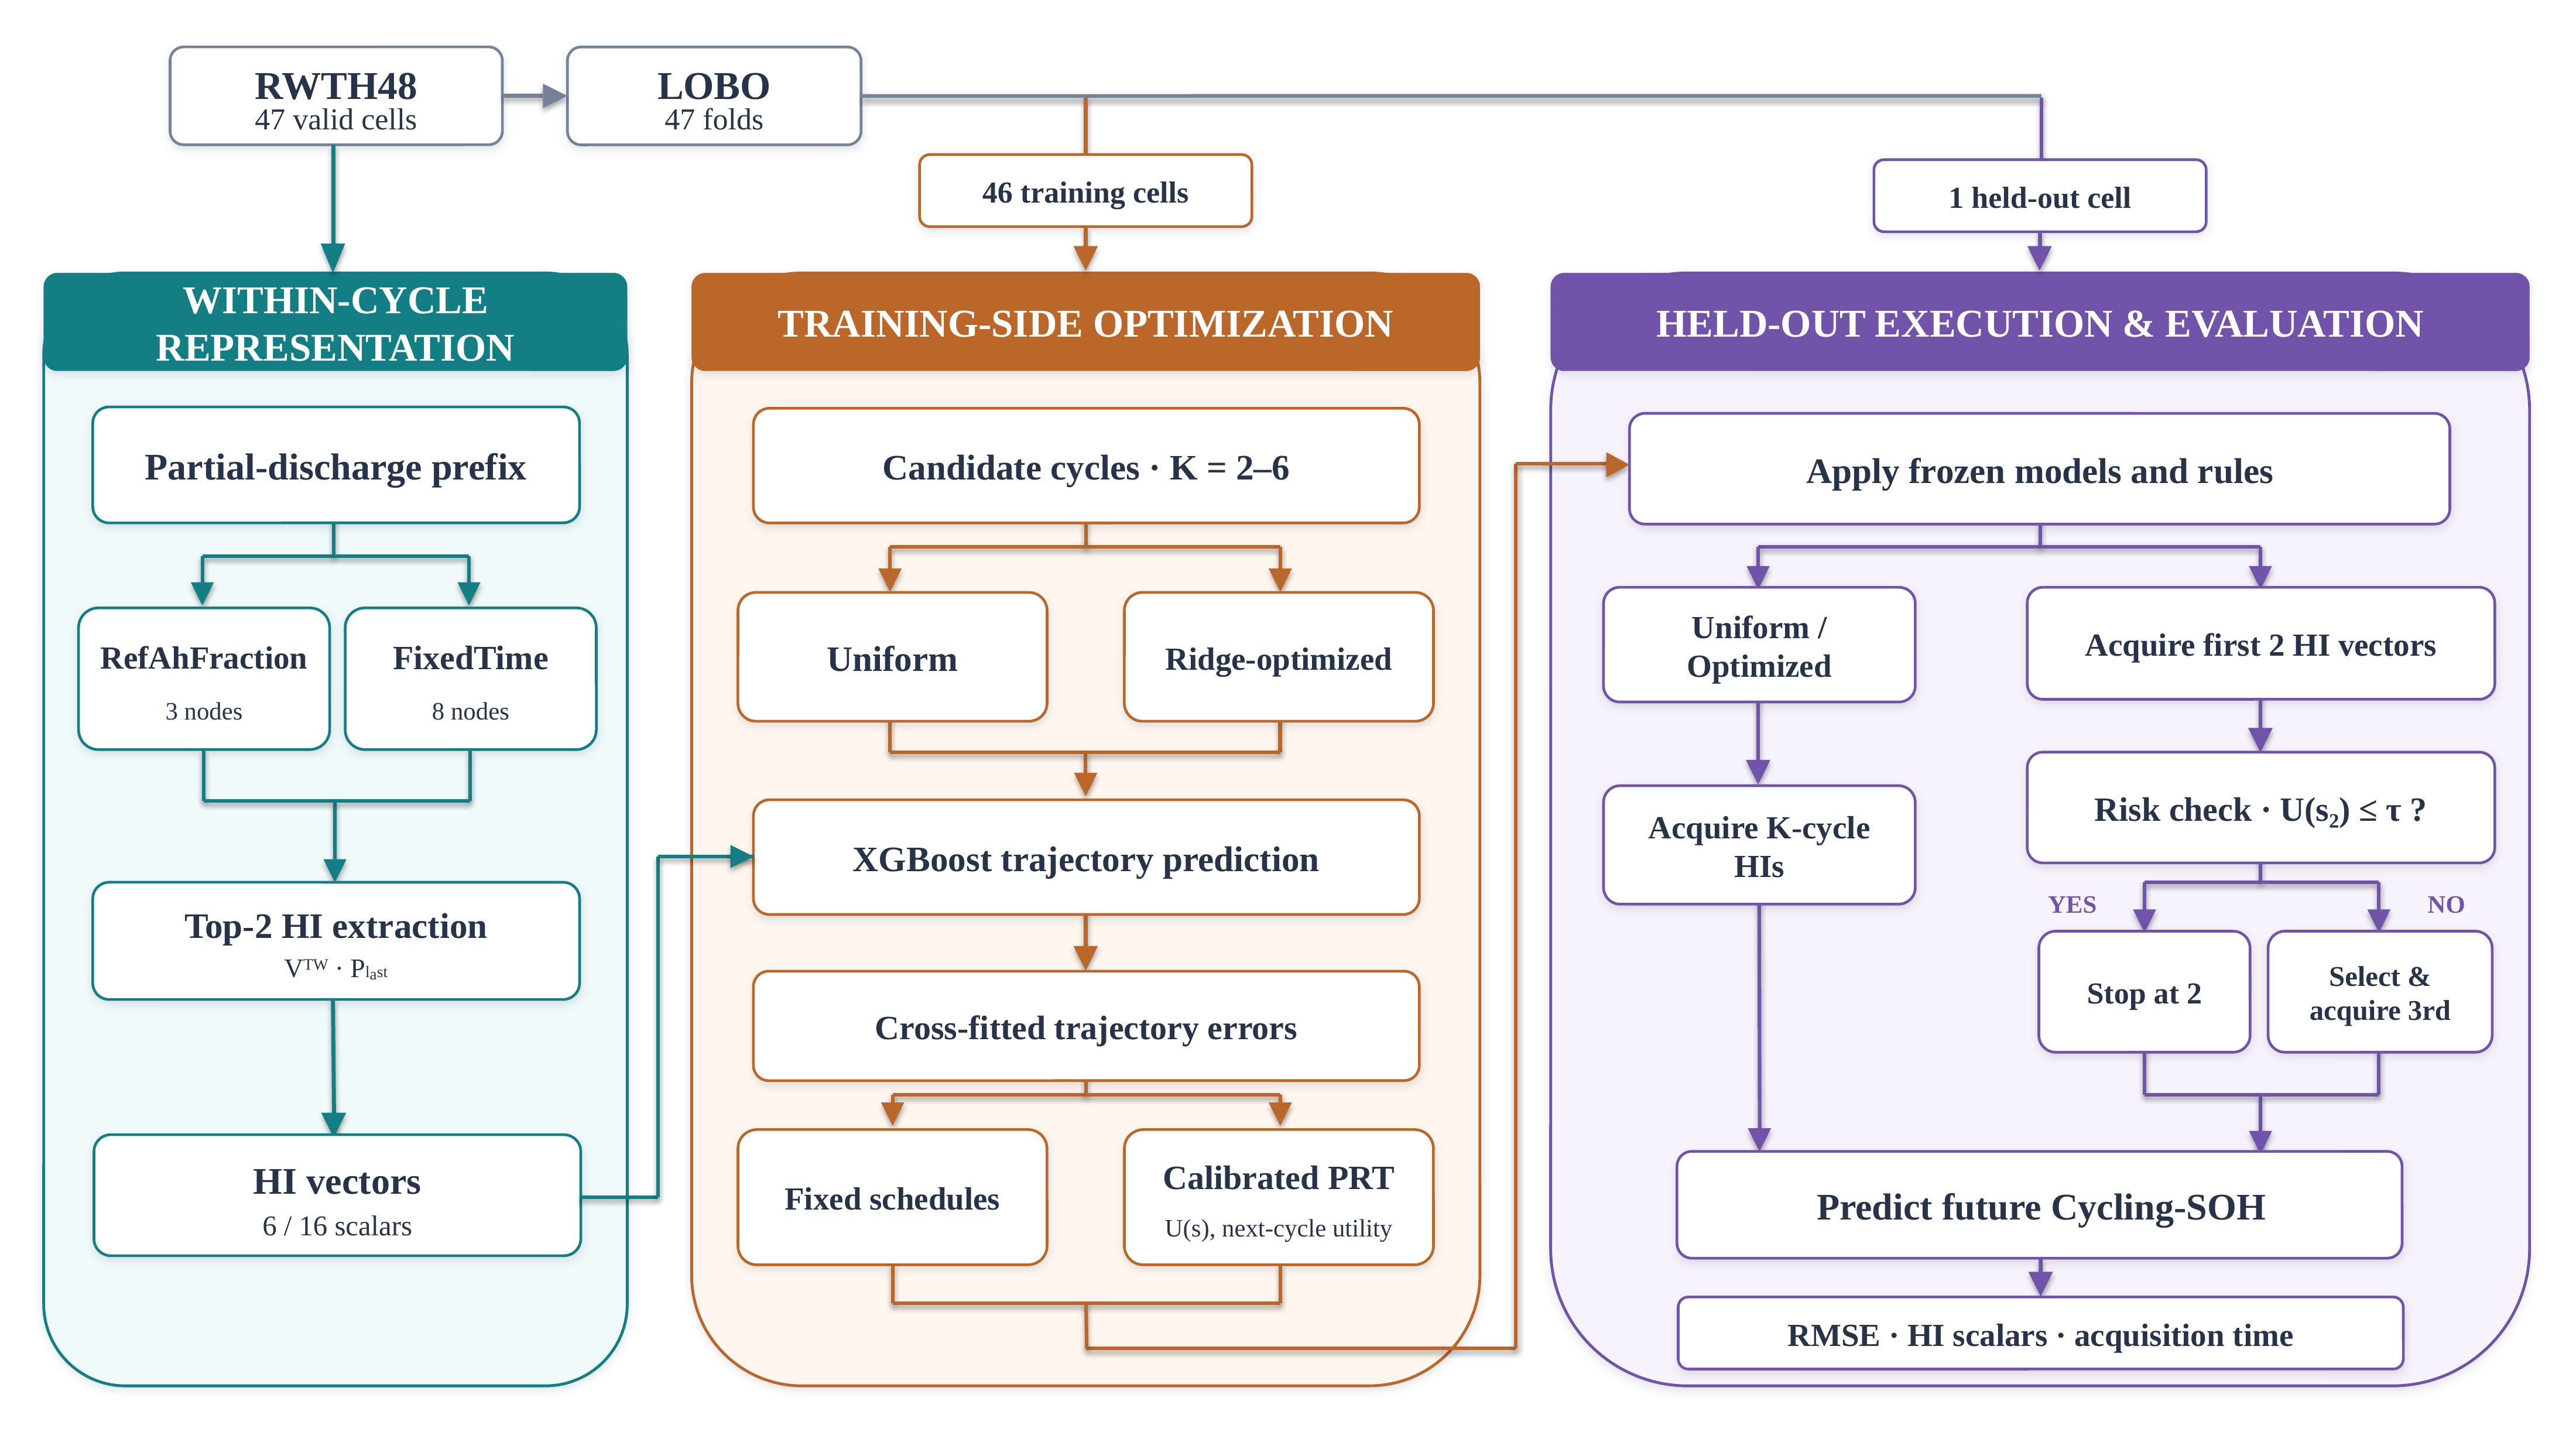 RWTH48
47 valid cells
LOBO
47 folds
46 training cells
1 held-out cell
WITHIN-CYCLE
REPRESENTATION
Partial-discharge prefix
RefAhFraction
3 nodes
FixedTime
8 nodes
Top-2 HI extraction
Vᵀᵂ · Pₗₐₛₜ
HI vectors
6 / 16 scalars
TRAINING-SIDE OPTIMIZATION
Candidate cycles · K = 2–6
Uniform
Ridge-optimized
XGBoost trajectory prediction
Cross-fitted trajectory errors
Fixed schedules
Calibrated PRT
U(s), next-cycle utility
HELD-OUT EXECUTION & EVALUATION
Apply frozen models and rules
Uniform /
Optimized
Acquire K-cycle
HIs
Acquire first 2 HI vectors
Risk check · U(s₂) ≤ τ ?
YES
NO
Stop at 2
Select &
acquire 3rd
Predict future Cycling-SOH
RMSE · HI scalars · acquisition time